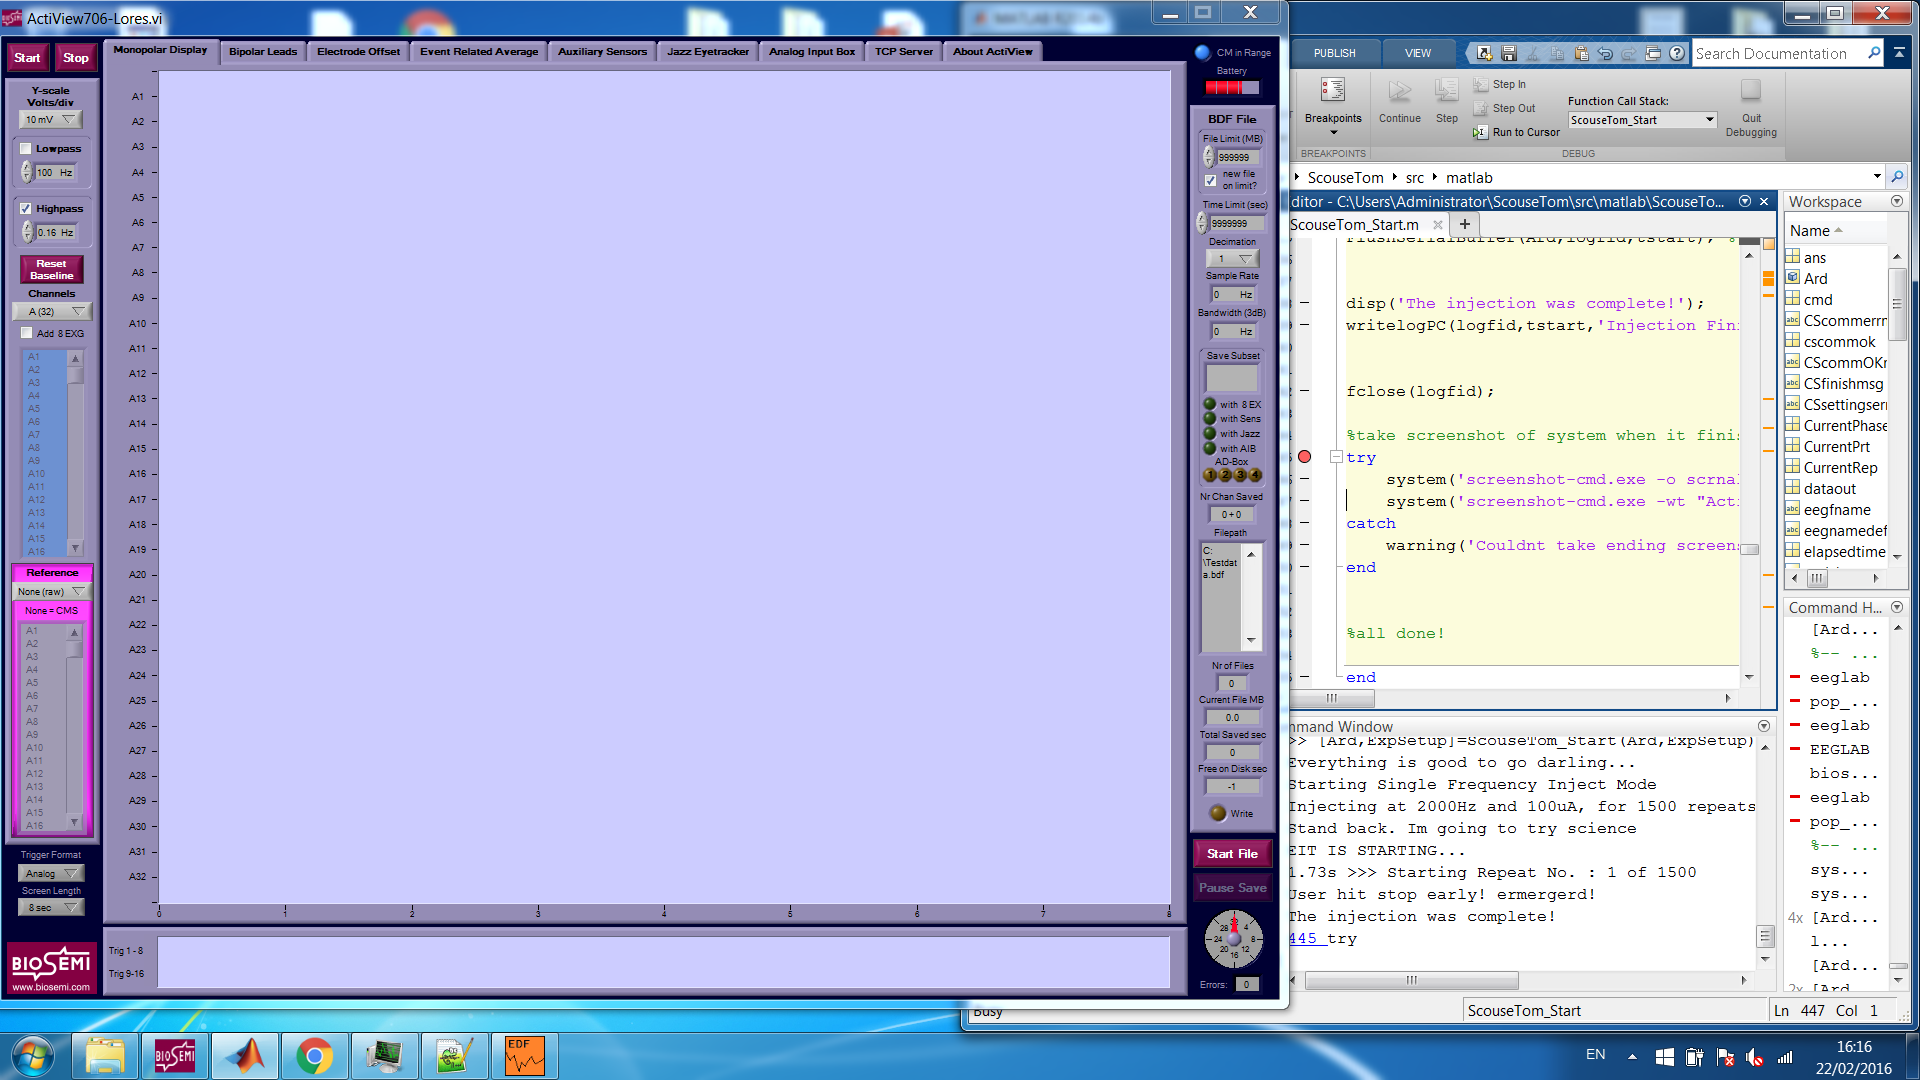 ActiView706-Lores.vi
Start
Stop
Monopolar Display
Bipolar Leads
Electrode Offset
Event Related Average
Auxiliary Sensors
Jazz Eyetracker
Analog Input Box
TCP Server
About ActiView
CM in Range
Battery
Y-scale
Volts/div
10 mV
Lowpass
100 Hz
Highpass
0.16 Hz
Reset
Baseline
Channels
A (32)
Add 8 EXG
A1
A2
A3
A4
A5
A6
A7
A8
A9
A10
A11
A12
A13
A14
A15
A16
Reference
None (raw)
None = CMS
A1
A2
A3
A4
A5
A6
A7
A8
A9
A10
A11
A12
A13
A14
A15
A16
Trigger Format
Analog
Screen Length
8 sec
BIOSEMI
www.biosemi.com
A1
A2
A3
A4
A5
A6
A7
A8
A9
A10
A11
A12
A13
A14
A15
A16
A17
A18
A19
A20
A21
A22
A23
A24
A25
A26
A27
A28
A29
A30
A31
A32
0 1 2 3 4 5 6 7 8
Trig 1 - 8
Trig 9-16
BDF File
File Limit (MB)
999999
new file
on limit?
Time Limit (sec)
9999999
Decimation
1
Sample Rate
0 Hz
Bandwidth (3dB)
0 Hz
Save Subset
with 8 EX
with Sens
with Jazz
with AIB
AD-Box
1 2 3 4
Nr Chan Saved
0 + 0
Filepath
C:
\Testdat
a.bdf
Nr of Files
0
Current File MB
0.0
Total Saved sec
0
Free on Disk sec
-1
Write
Start File
Pause Save
28 4
24 8
20 12
16
Errors: 0
PUBLISH
VIEW
Search Documentation
Breakpoints
Continue
Step
Step In
Step Out
Run to Cursor
Function Call Stack:
ScouseTom_Start
Quit
Debugging
BREAKPOINTS
DEBUG
ScouseTom
src
matlab
ditor - C:\Users\Administrator\ScouseTom\src\matlab\ScouseTo...
ScouseTom_Start.m
disp('The injection was complete!');
writelogPC(logfid,tstart,'Injection Fini
fclose(logfid);
%take screenshot of system when it finis
try
system('screenshot-cmd.exe -o scrnal
system('screenshot-cmd.exe -wt "Acti
catch
warning('Couldnt take ending screens
end
%all done!
end
Workspace
Name
ans
Ard
cmd
CScommerrn
cscommok
CScommOKn
CSfinishmsg
CSsettingserr
CurrentPhase
CurrentPrt
CurrentRep
dataout
eegfname
eegnamedef
elapsedtime
Command H...
[Ard...
%-- ...
eeglab
pop_...
eeglab
EEGLAB
bios...
eeglab
pop_...
%-- ...
sys...
sys...
4x [Ard...
l...
[Ard...
2x [Ard
mmand Window
>> [Ard,ExpSetup]=ScouseTom_Start(Ard,ExpSetup)
Everything is good to go darling...
Starting Single Frequency Inject Mode
Injecting at 2000Hz and 100uA, for 1500 repeats
Stand back. Im going to try science
EIT IS STARTING...
1.73s >>> Starting Repeat No. : 1 of 1500
User hit stop early! ermergerd!
The injection was complete!
445 try
Busy
ScouseTom_Start
Ln 447 Col 1
BIOSEMI
EDF
EN
16:16
22/02/2016